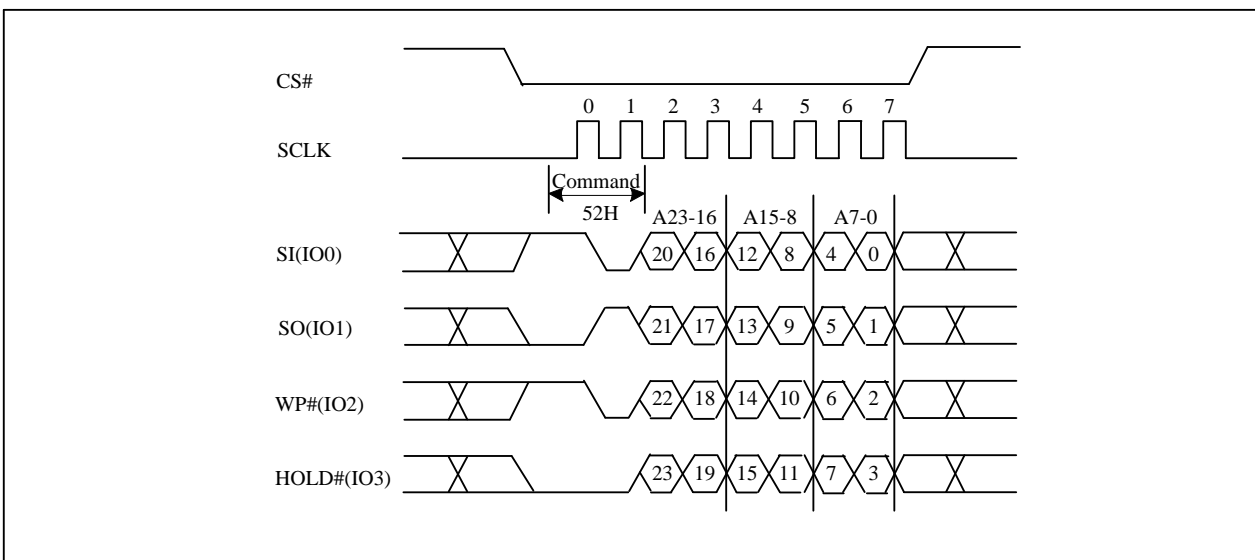 CS#
0 1 2 3 4 5 6 7
SCLK
Command
52H
A23-16 A15-8 A7-0
SI(IO0)
20 16 12 8 4 0
SO(IO1)
21 17 13 9 5 1
WP#(IO2)
22 18 14 10 6 2
HOLD#(IO3)
23 19 15 11 7 3